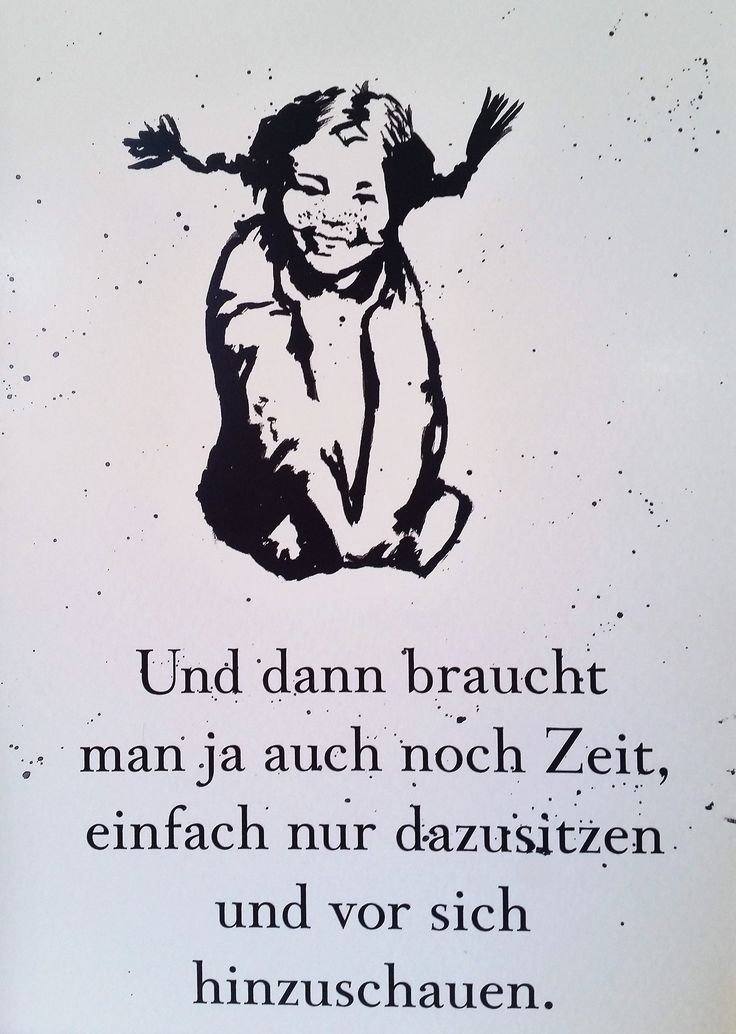 Und dann braucht
man ja auch noch Zeit,
einfach nur dazusitzen
und vor sich
hinzuschauen.